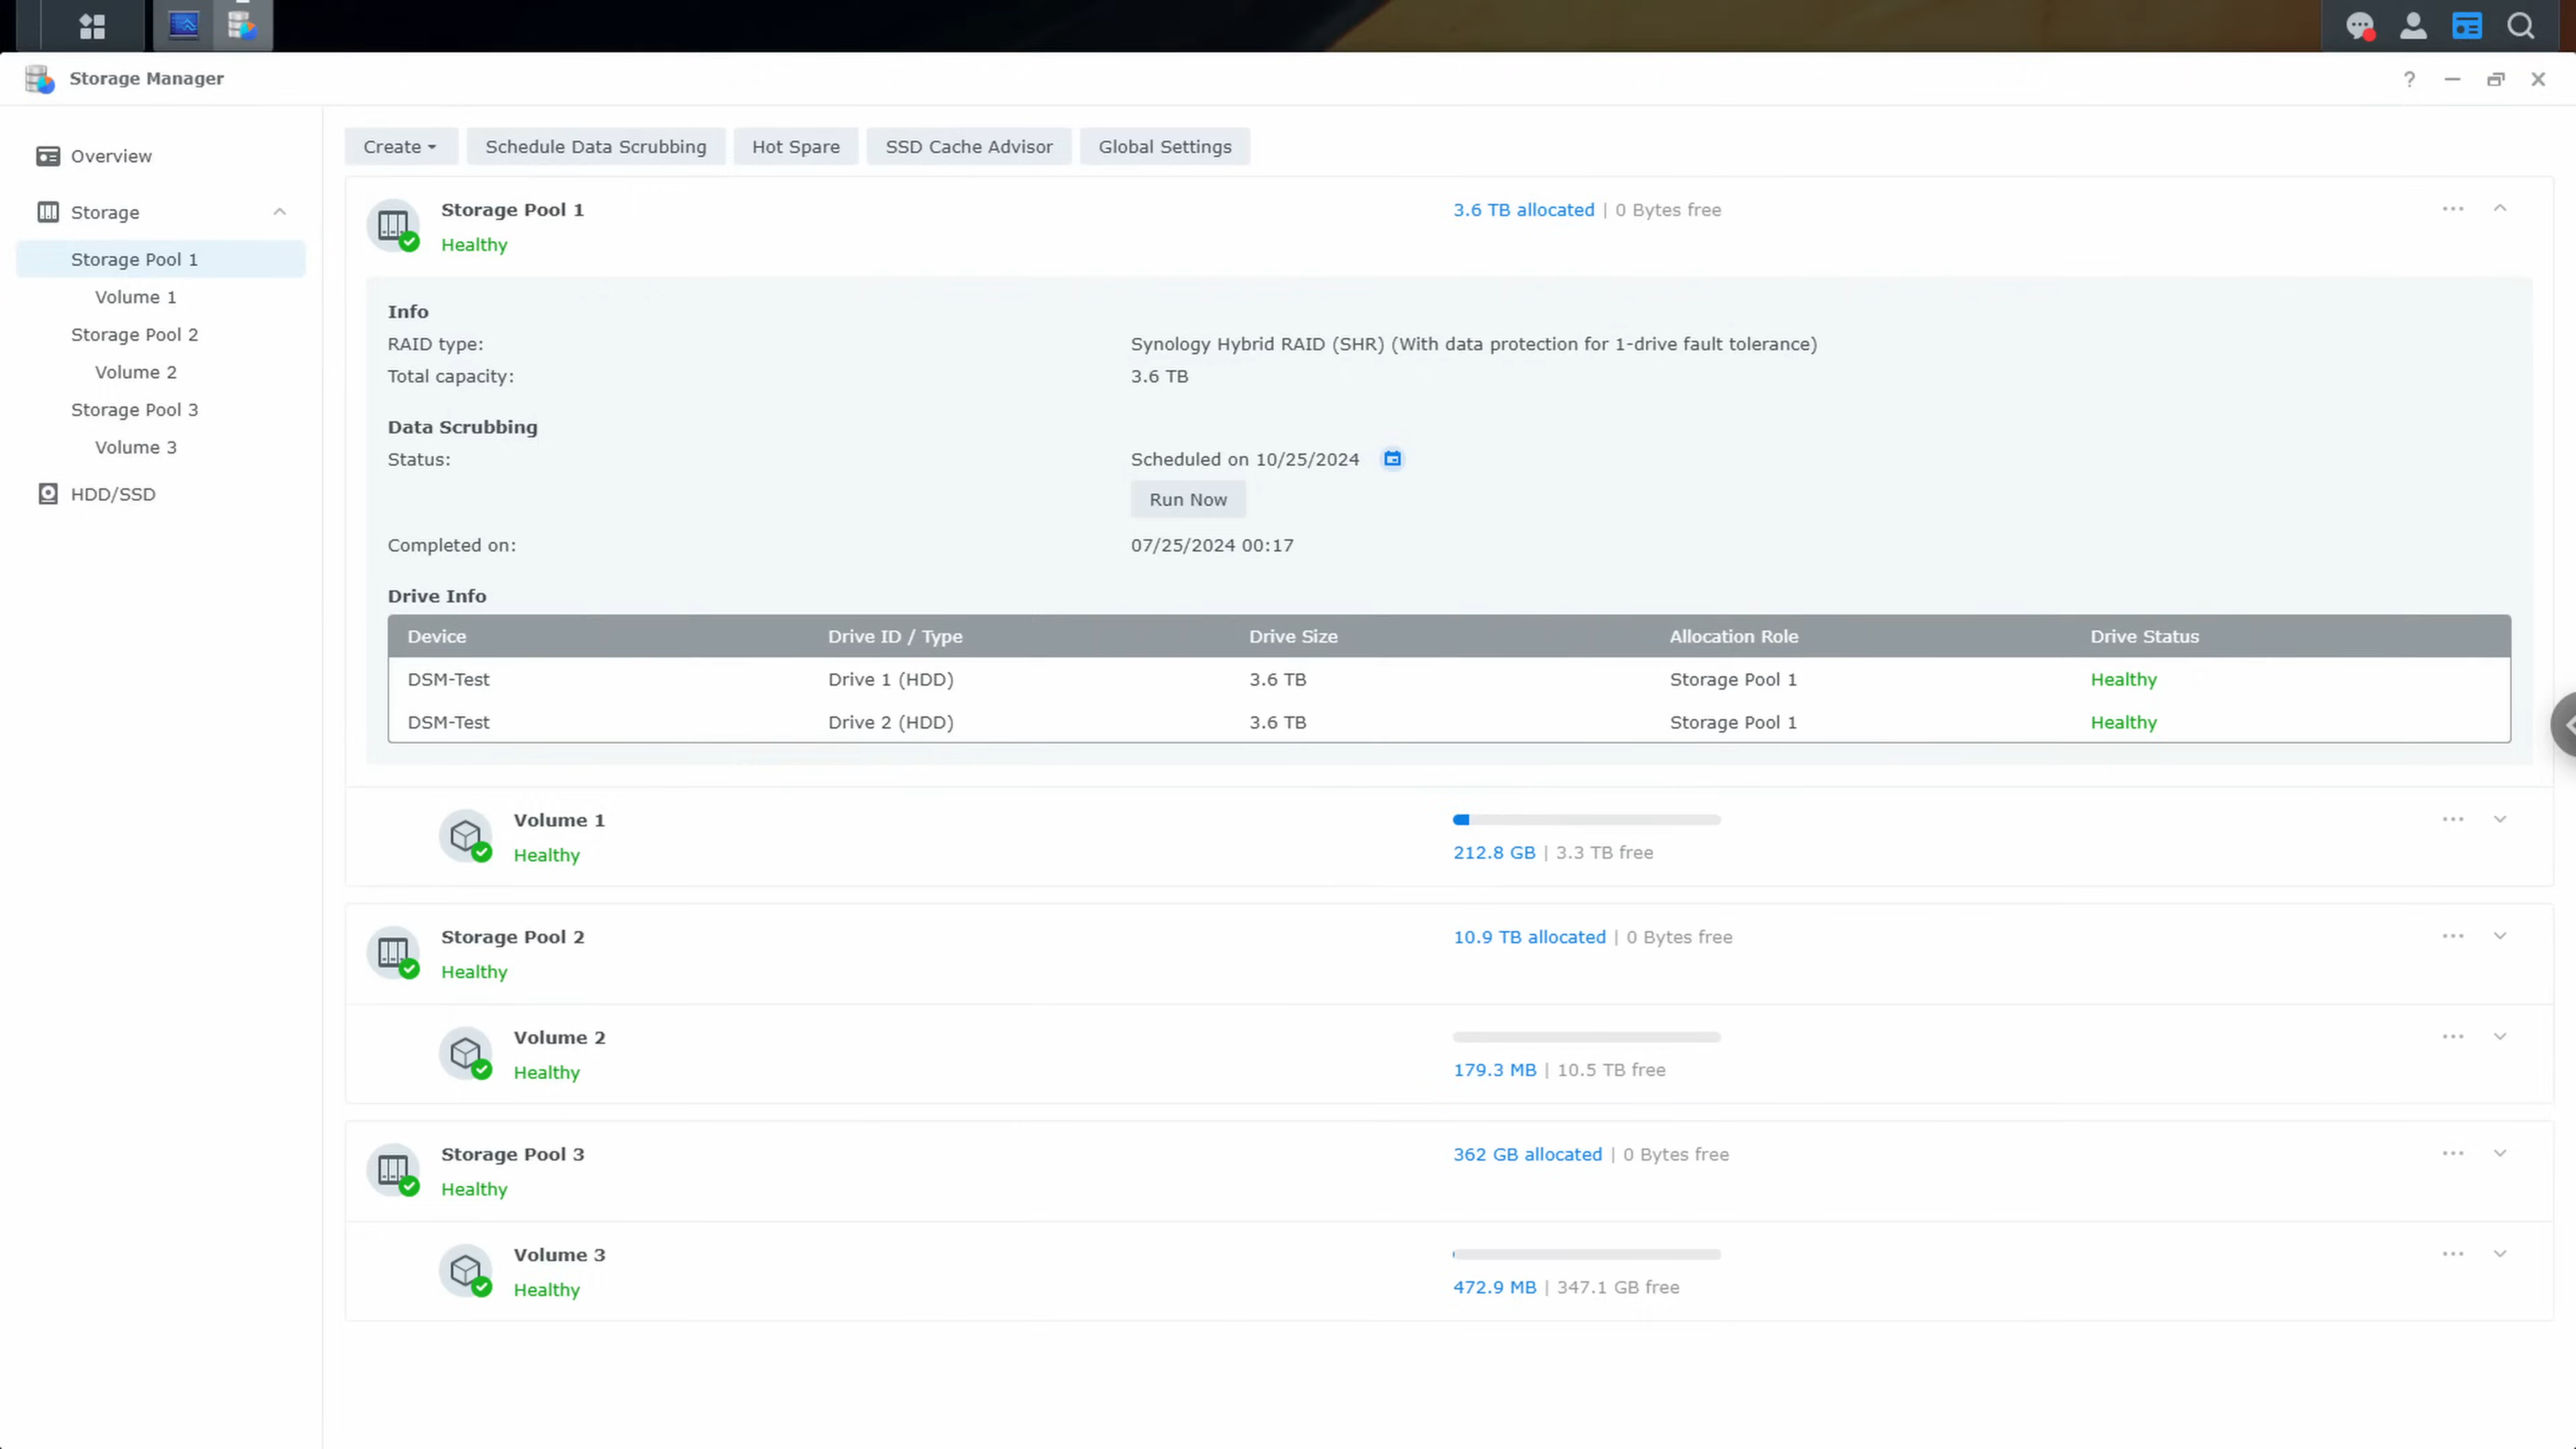 Storage Manager
?
Overview
Storage
Storage Pool 1
Volume 1
Storage Pool 2
Volume 2
Storage Pool 3
Volume 3
HDD/SSD
Create
Schedule Data Scrubbing
Hot Spare
SSD Cache Advisor
Global Settings
Storage Pool 1
3.6 TB allocated | 0 Bytes free
Healthy
Info
RAID type: Synology Hybrid RAID (SHR) (With data protection for 1-drive fault tolerance)
Total capacity: 3.6 TB
Data Scrubbing
Status: Scheduled on 10/25/2024
Run Now
Completed on: 07/25/2024 00:17
Drive Info
Device Drive ID / Type Drive Size Allocation Role Drive Status
DSM-Test Drive 1 (HDD) 3.6 TB Storage Pool 1 Healthy
DSM-Test Drive 2 (HDD) 3.6 TB Storage Pool 1 Healthy
Volume 1
Healthy
212.8 GB | 3.3 TB free
Storage Pool 2
10.9 TB allocated | 0 Bytes free
Healthy
Volume 2
Healthy
179.3 MB | 10.5 TB free
Storage Pool 3
362 GB allocated | 0 Bytes free
Healthy
Volume 3
Healthy
472.9 MB | 347.1 GB free